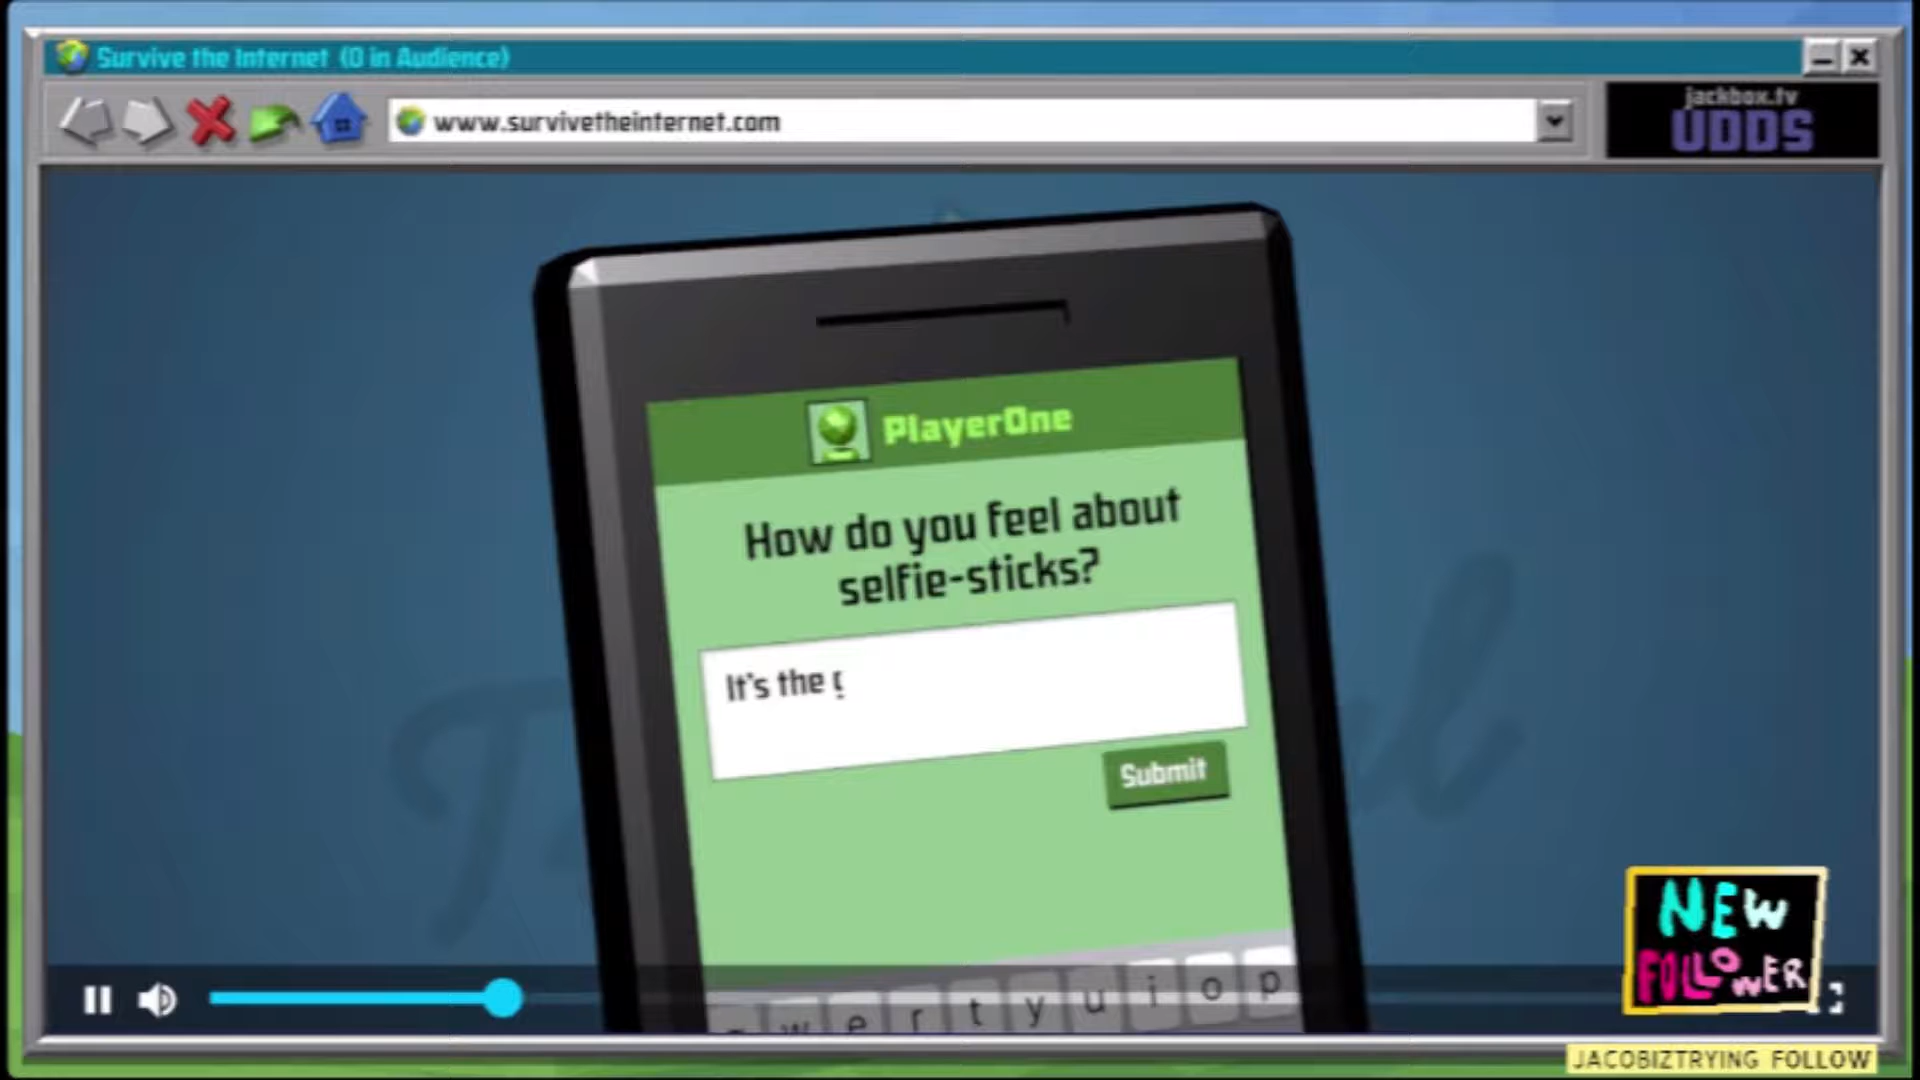 Survive the Internet (0 in Audience)
www.survivetheinternet.com
jackbox.tv
UDDS
PlayerOne
How do you feel about
selfie-sticks?
It's the
Submit
w e r t y u i o p
NEW
FOLLOWER
JACOBIZTRYING FOLLOW